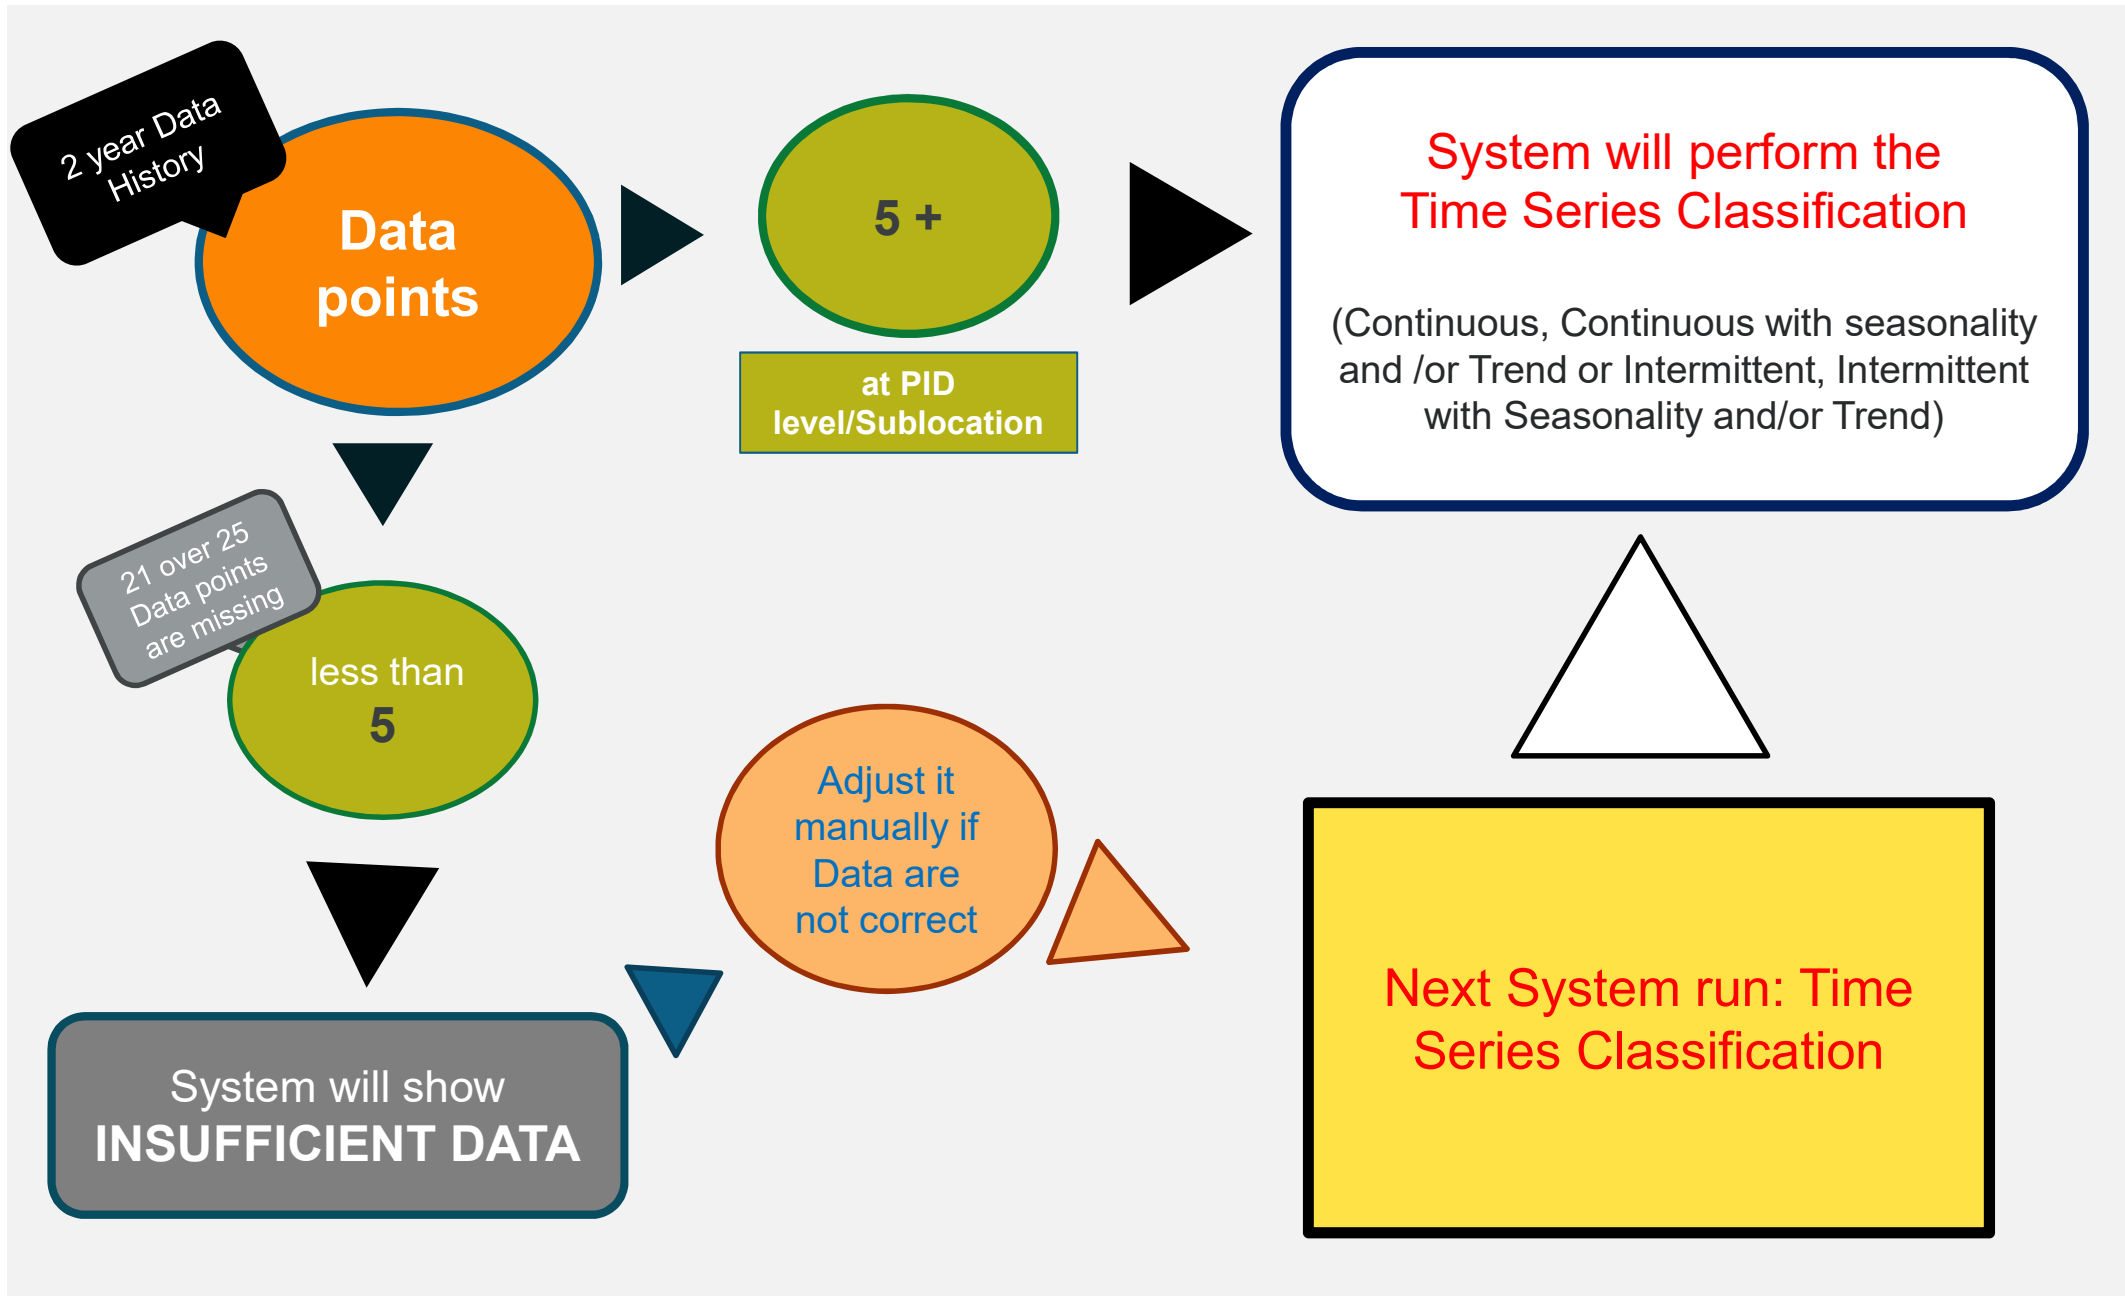 2 year Data
History
Data
points
5 +
at PID
level/Sublocation
System will perform the
Time Series Classification
(Continuous, Continuous with seasonality
and /or Trend or Intermittent, Intermittent
with Seasonality and/or Trend)
21 over 25
Data points
are missing
less than
5
Adjust it
manually if
Data are
not correct
System will show
INSUFFICIENT DATA
Next System run: Time
Series Classification